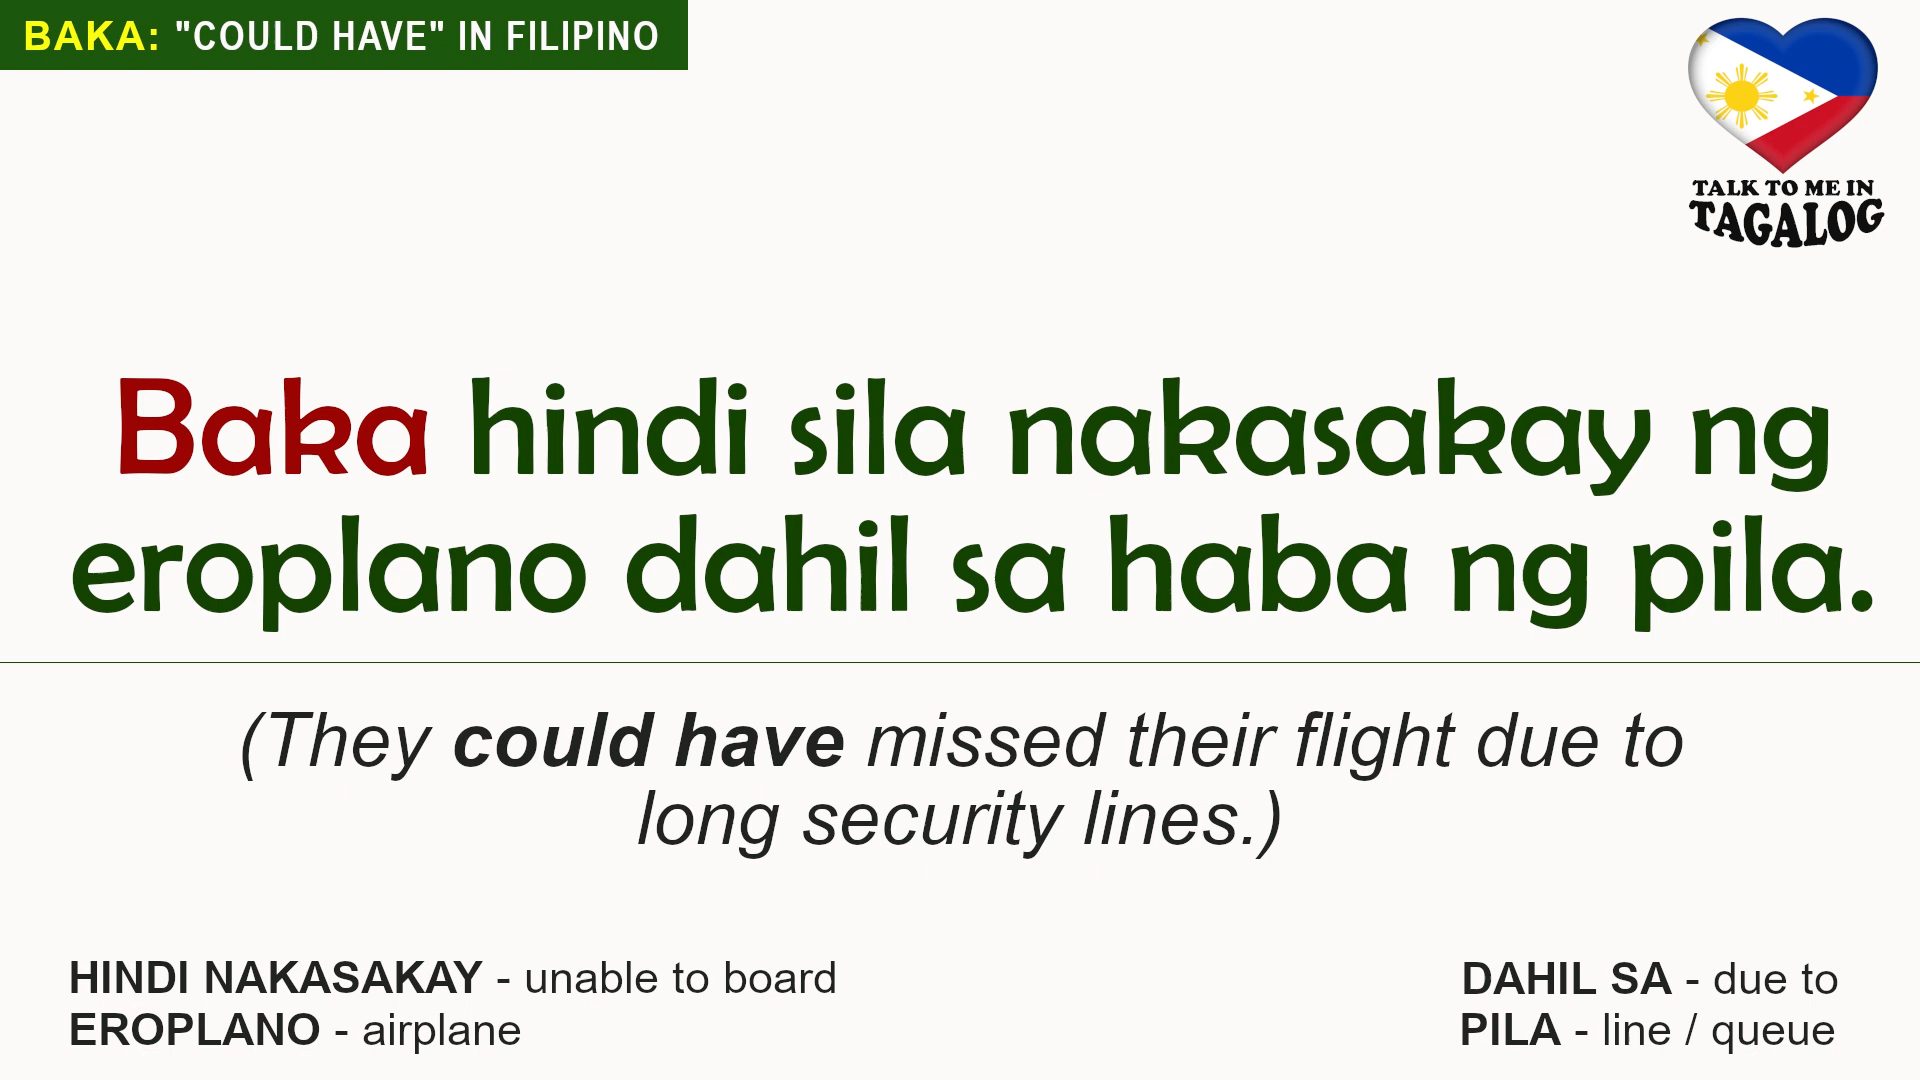 BAKA: "COULD HAVE" IN FILIPINO
TALK TO ME IN
TAGALOG
Baka hindi sila nakasakay ng
eroplano dahil sa haba ng pila.
(They could have missed their flight due to
long security lines.)
HINDI NAKASAKAY - unable to board
EROPLANO - airplane
DAHIL SA - due to
PILA - line / queue